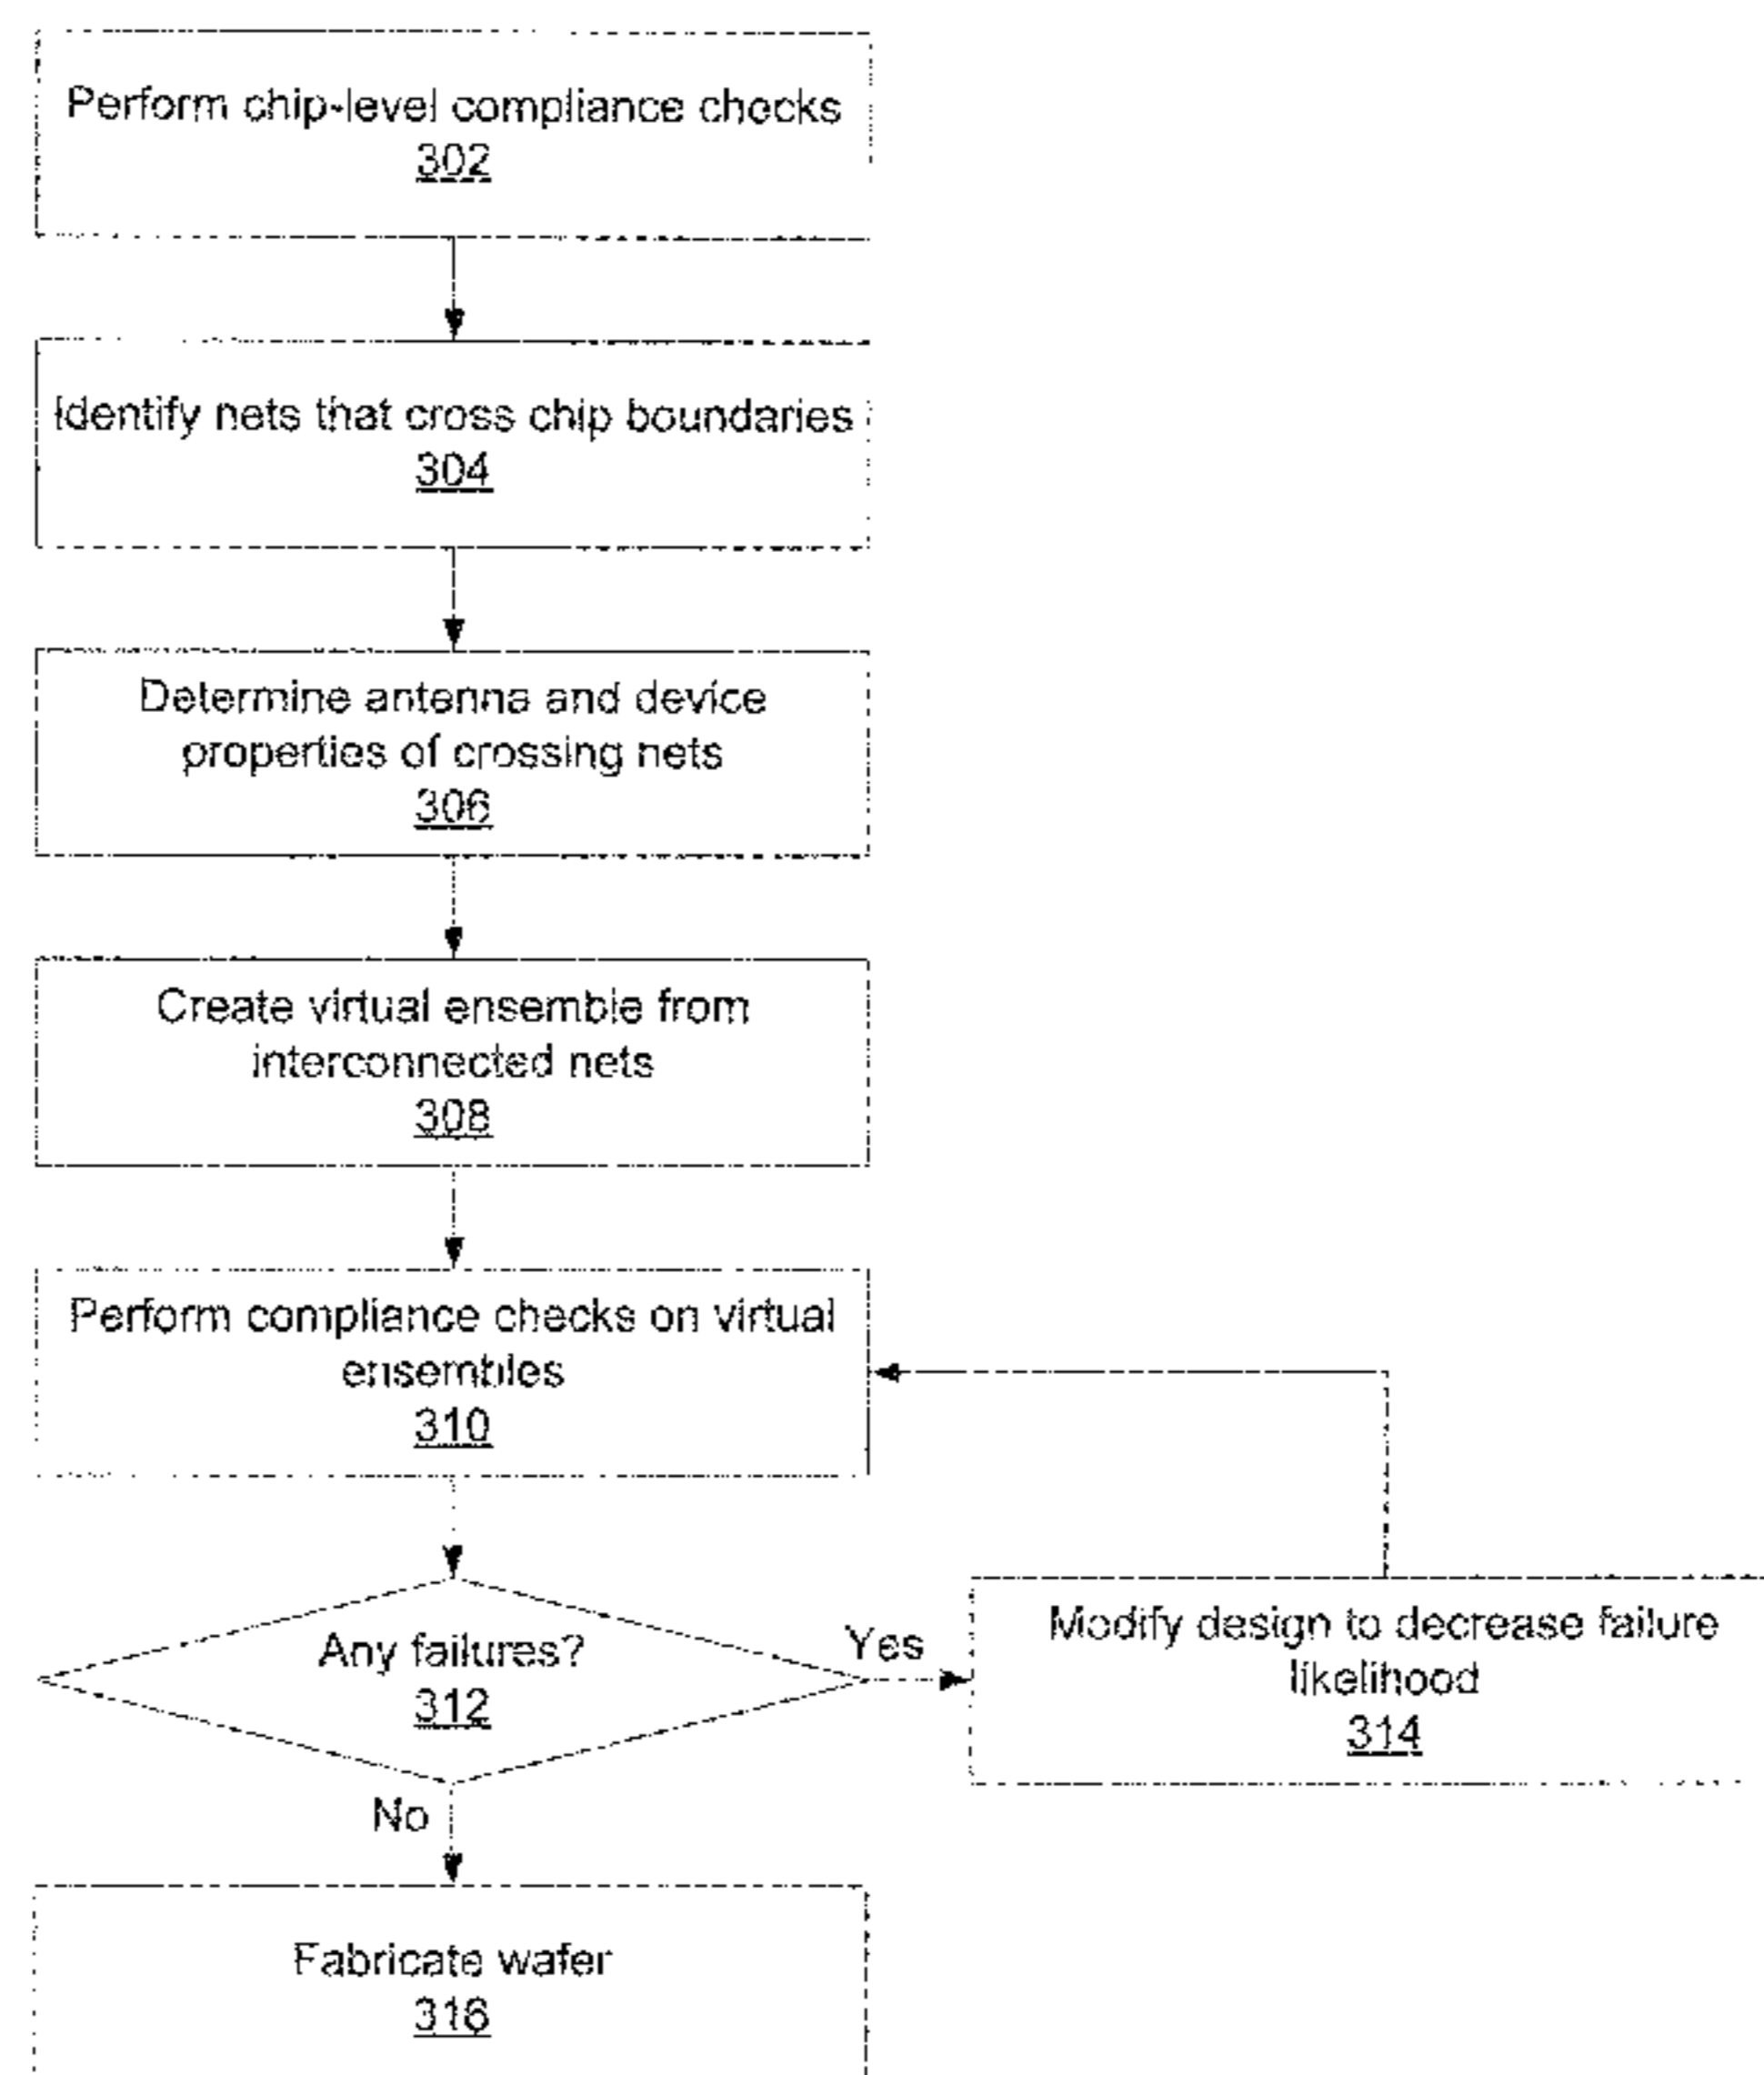 Perform chip-level compliance checks
302
Identify nets that cross chip boundaries
304
Determine antenna and device
properties of crossing nets
306
Create virtual ensemble from
interconnected nets
308
Perform compliance checks on virtual
ensembles
310
Any failures?
312
Yes
Modify design to decrease failure
likelihood
314
No
Fabricate wafer
316